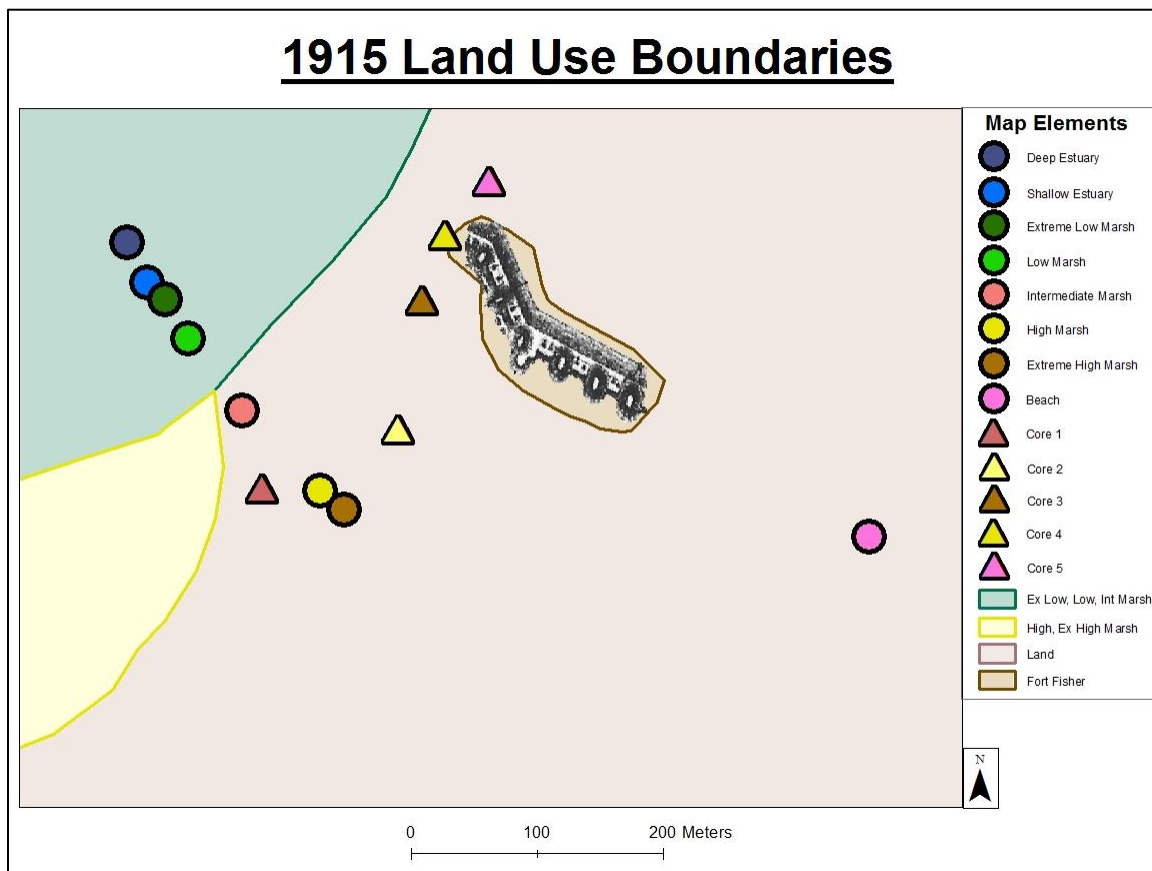 1915 Land Use Boundaries
Map Elements
Deep Estuary
Shallow Estuary
Extreme Low Marsh
Low Marsh
Intermediate Marsh
High Marsh
Extreme High Marsh
Beach
Core 1
Core 2
Core 3
Core 4
Core 5
Ex Low, Low, Int Marsh
High, Ex High Marsh
Land
Fort Fisher
N
0 100 200 Meters